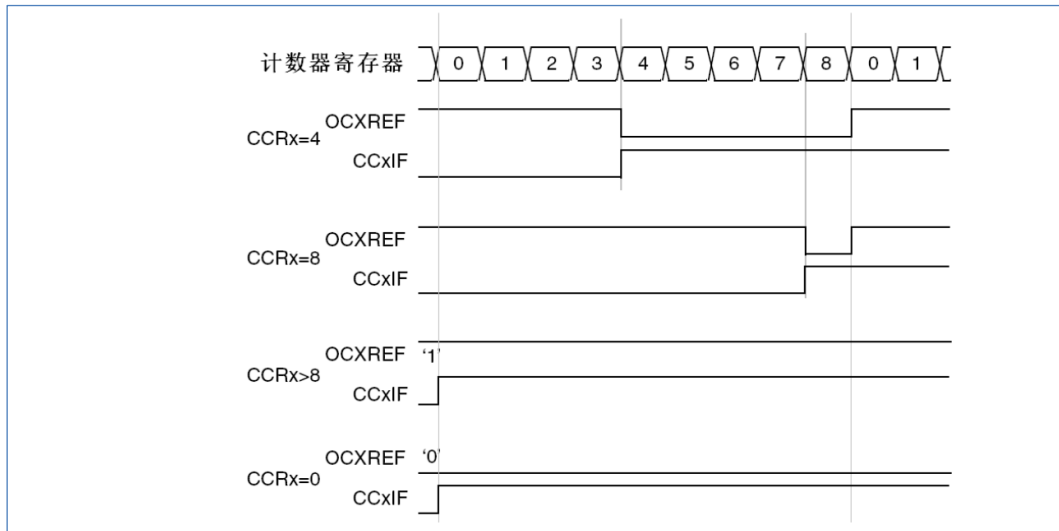 计数器寄存器 0 1 2 3 4 5 6 7 8 0 1
OCXREF
CCRx=4
CCxIF
OCXREF
CCRx=8
CCxIF
OCXREF ‘1’
CCRx>8
CCxIF
OCXREF ‘0’
CCRx=0
CCxIF